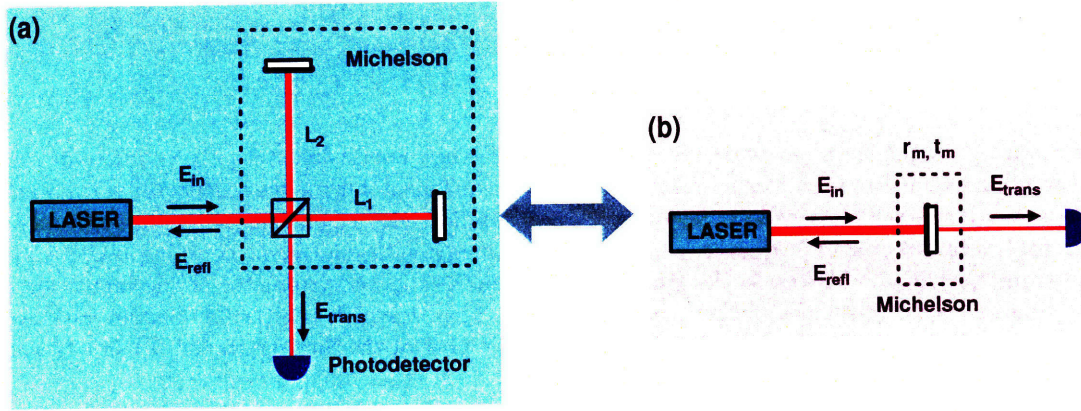 (a)
Michelson
L2
Ein
L1
LASER
Erefl
Etrans
Photodetector
(b)
rm, tm
Ein
Etrans
LASER
Erefl
Michelson